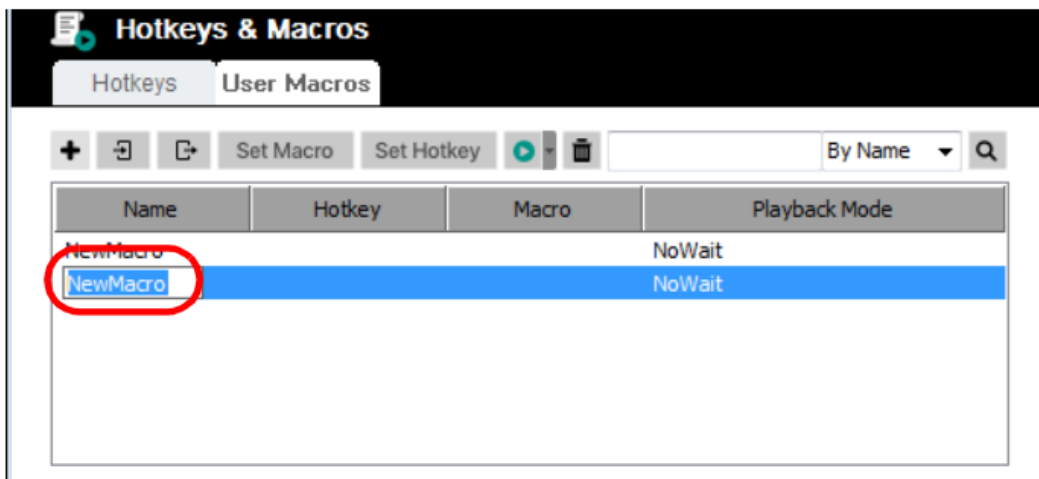 Hotkeys & Macros
Hotkeys User Macros
Set Macro Set Hotkey By Name
Name Hotkey Macro Playback Mode
NewMacro NoWait
NewMacro NoWait